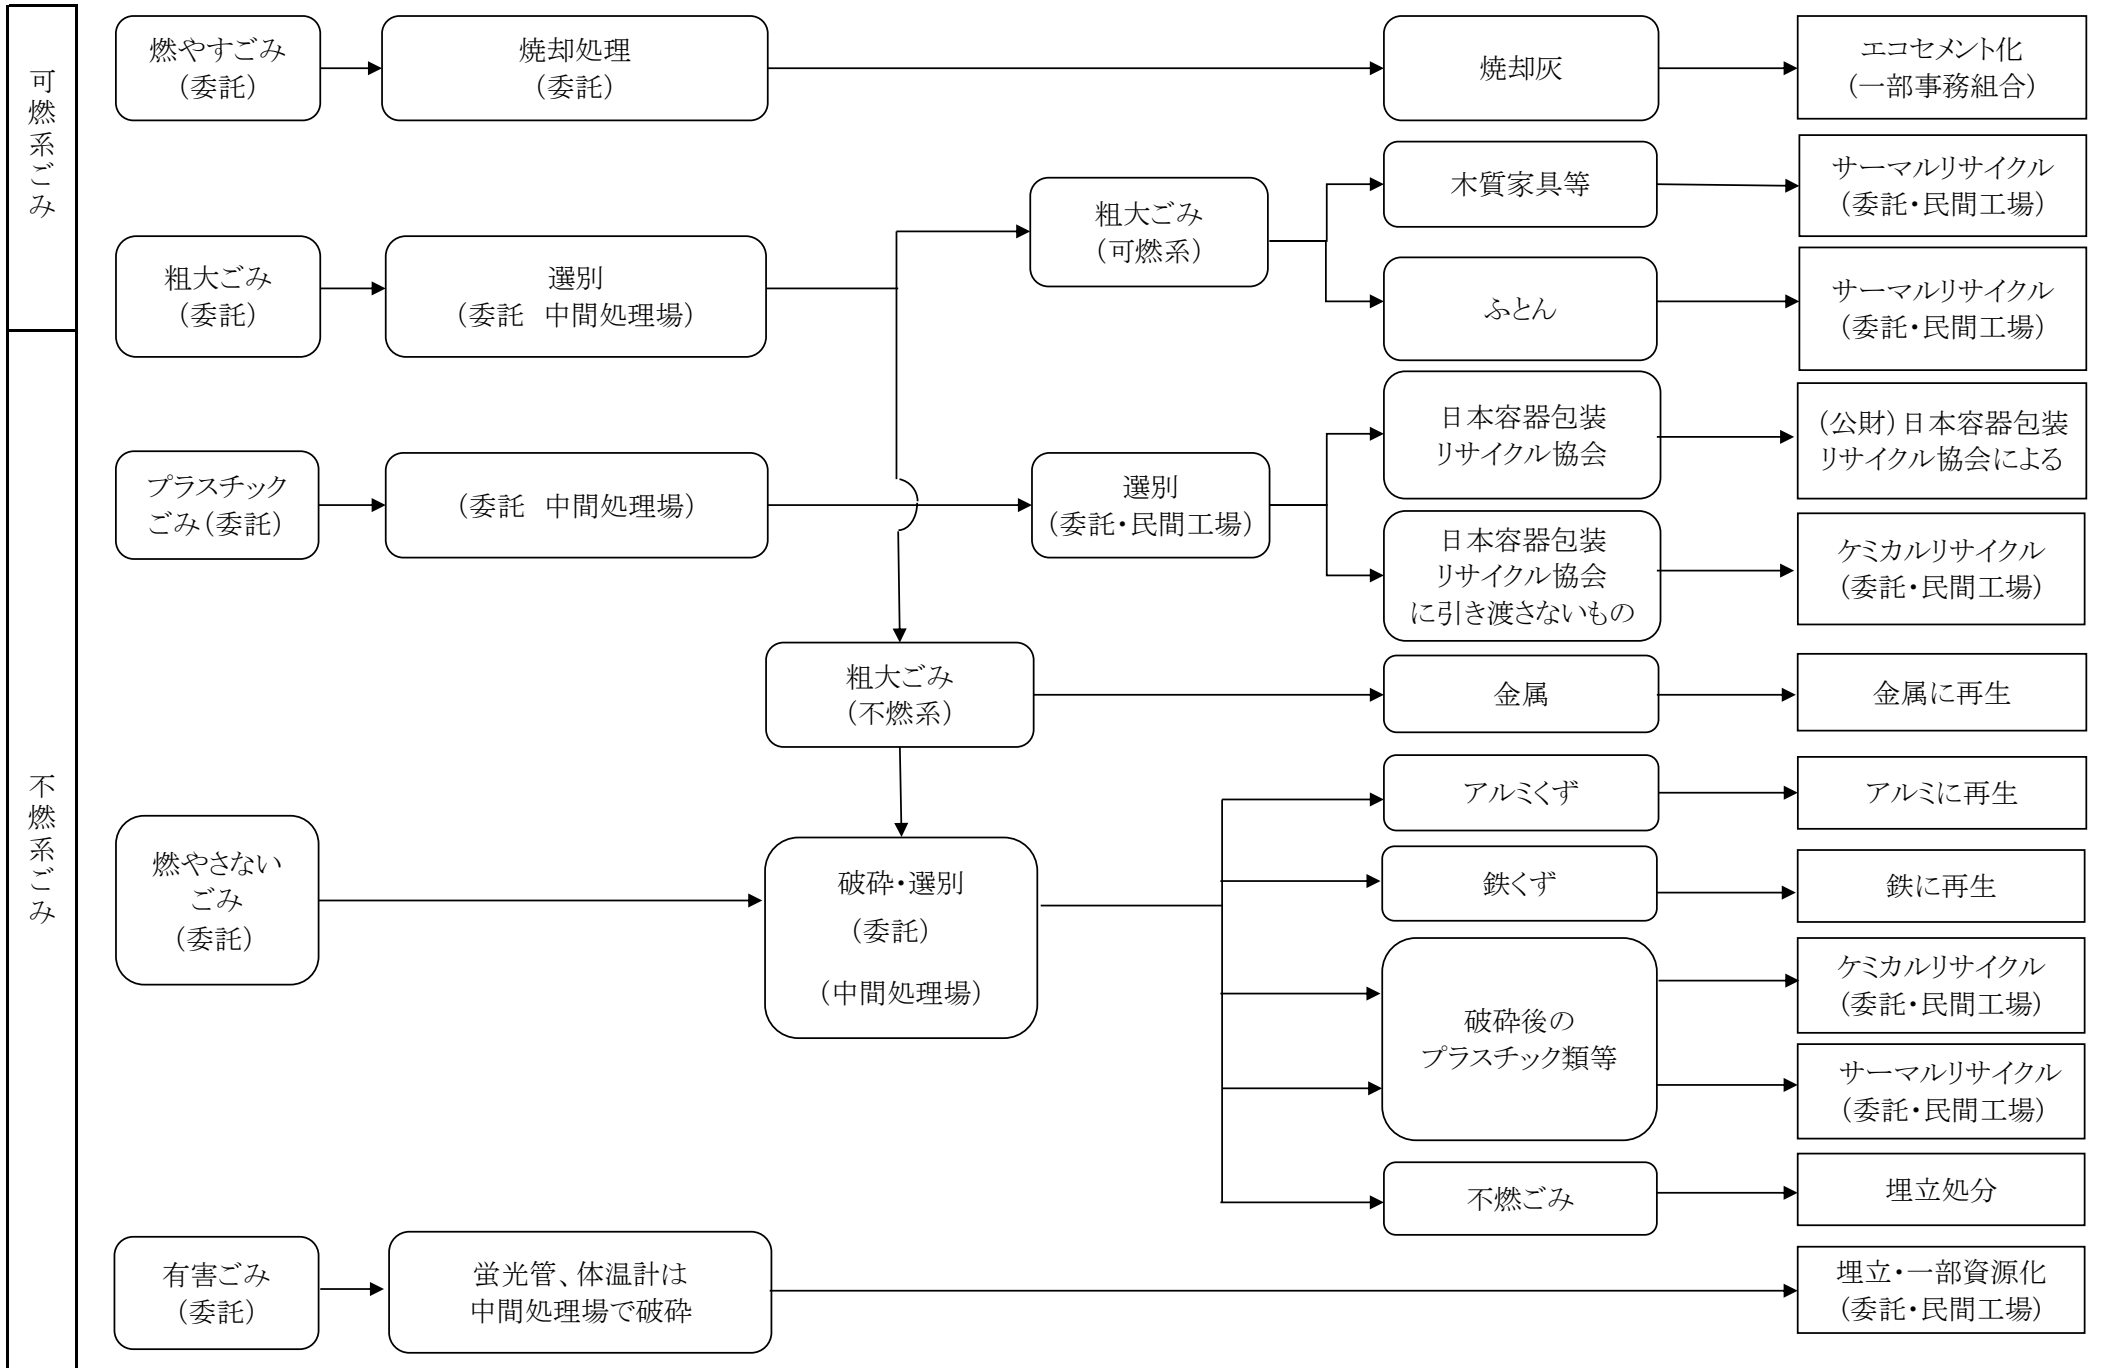 可燃系ごみ
燃やすごみ
（委託）
焼却処理
（委託）
焼却灰
エコセメント化
（一部事務組合）
粗大ごみ
（委託）
選別
（委託　中間処理場）
粗大ごみ
（可燃系）
木質家具等
サーマルリサイクル
（委託・民間工場）
ふとん
サーマルリサイクル
（委託・民間工場）
不燃系ごみ
プラスチック
ごみ（委託）
（委託　中間処理場）
選別
（委託・民間工場）
日本容器包装
リサイクル協会
（公財）日本容器包装
リサイクル協会による
日本容器包装
リサイクル協会
に引き渡さないもの
ケミカルリサイクル
（委託・民間工場）
粗大ごみ
（不燃系）
金属
金属に再生
燃やさない
ごみ
（委託）
破砕・選別
（委託）
（中間処理場）
アルミくず
アルミに再生
鉄くず
鉄に再生
破砕後の
プラスチック類等
ケミカルリサイクル
（委託・民間工場）
サーマルリサイクル
（委託・民間工場）
不燃ごみ
埋立処分
有害ごみ
（委託）
蛍光管、体温計は
中間処理場で破砕
埋立・一部資源化
（委託・民間工場）